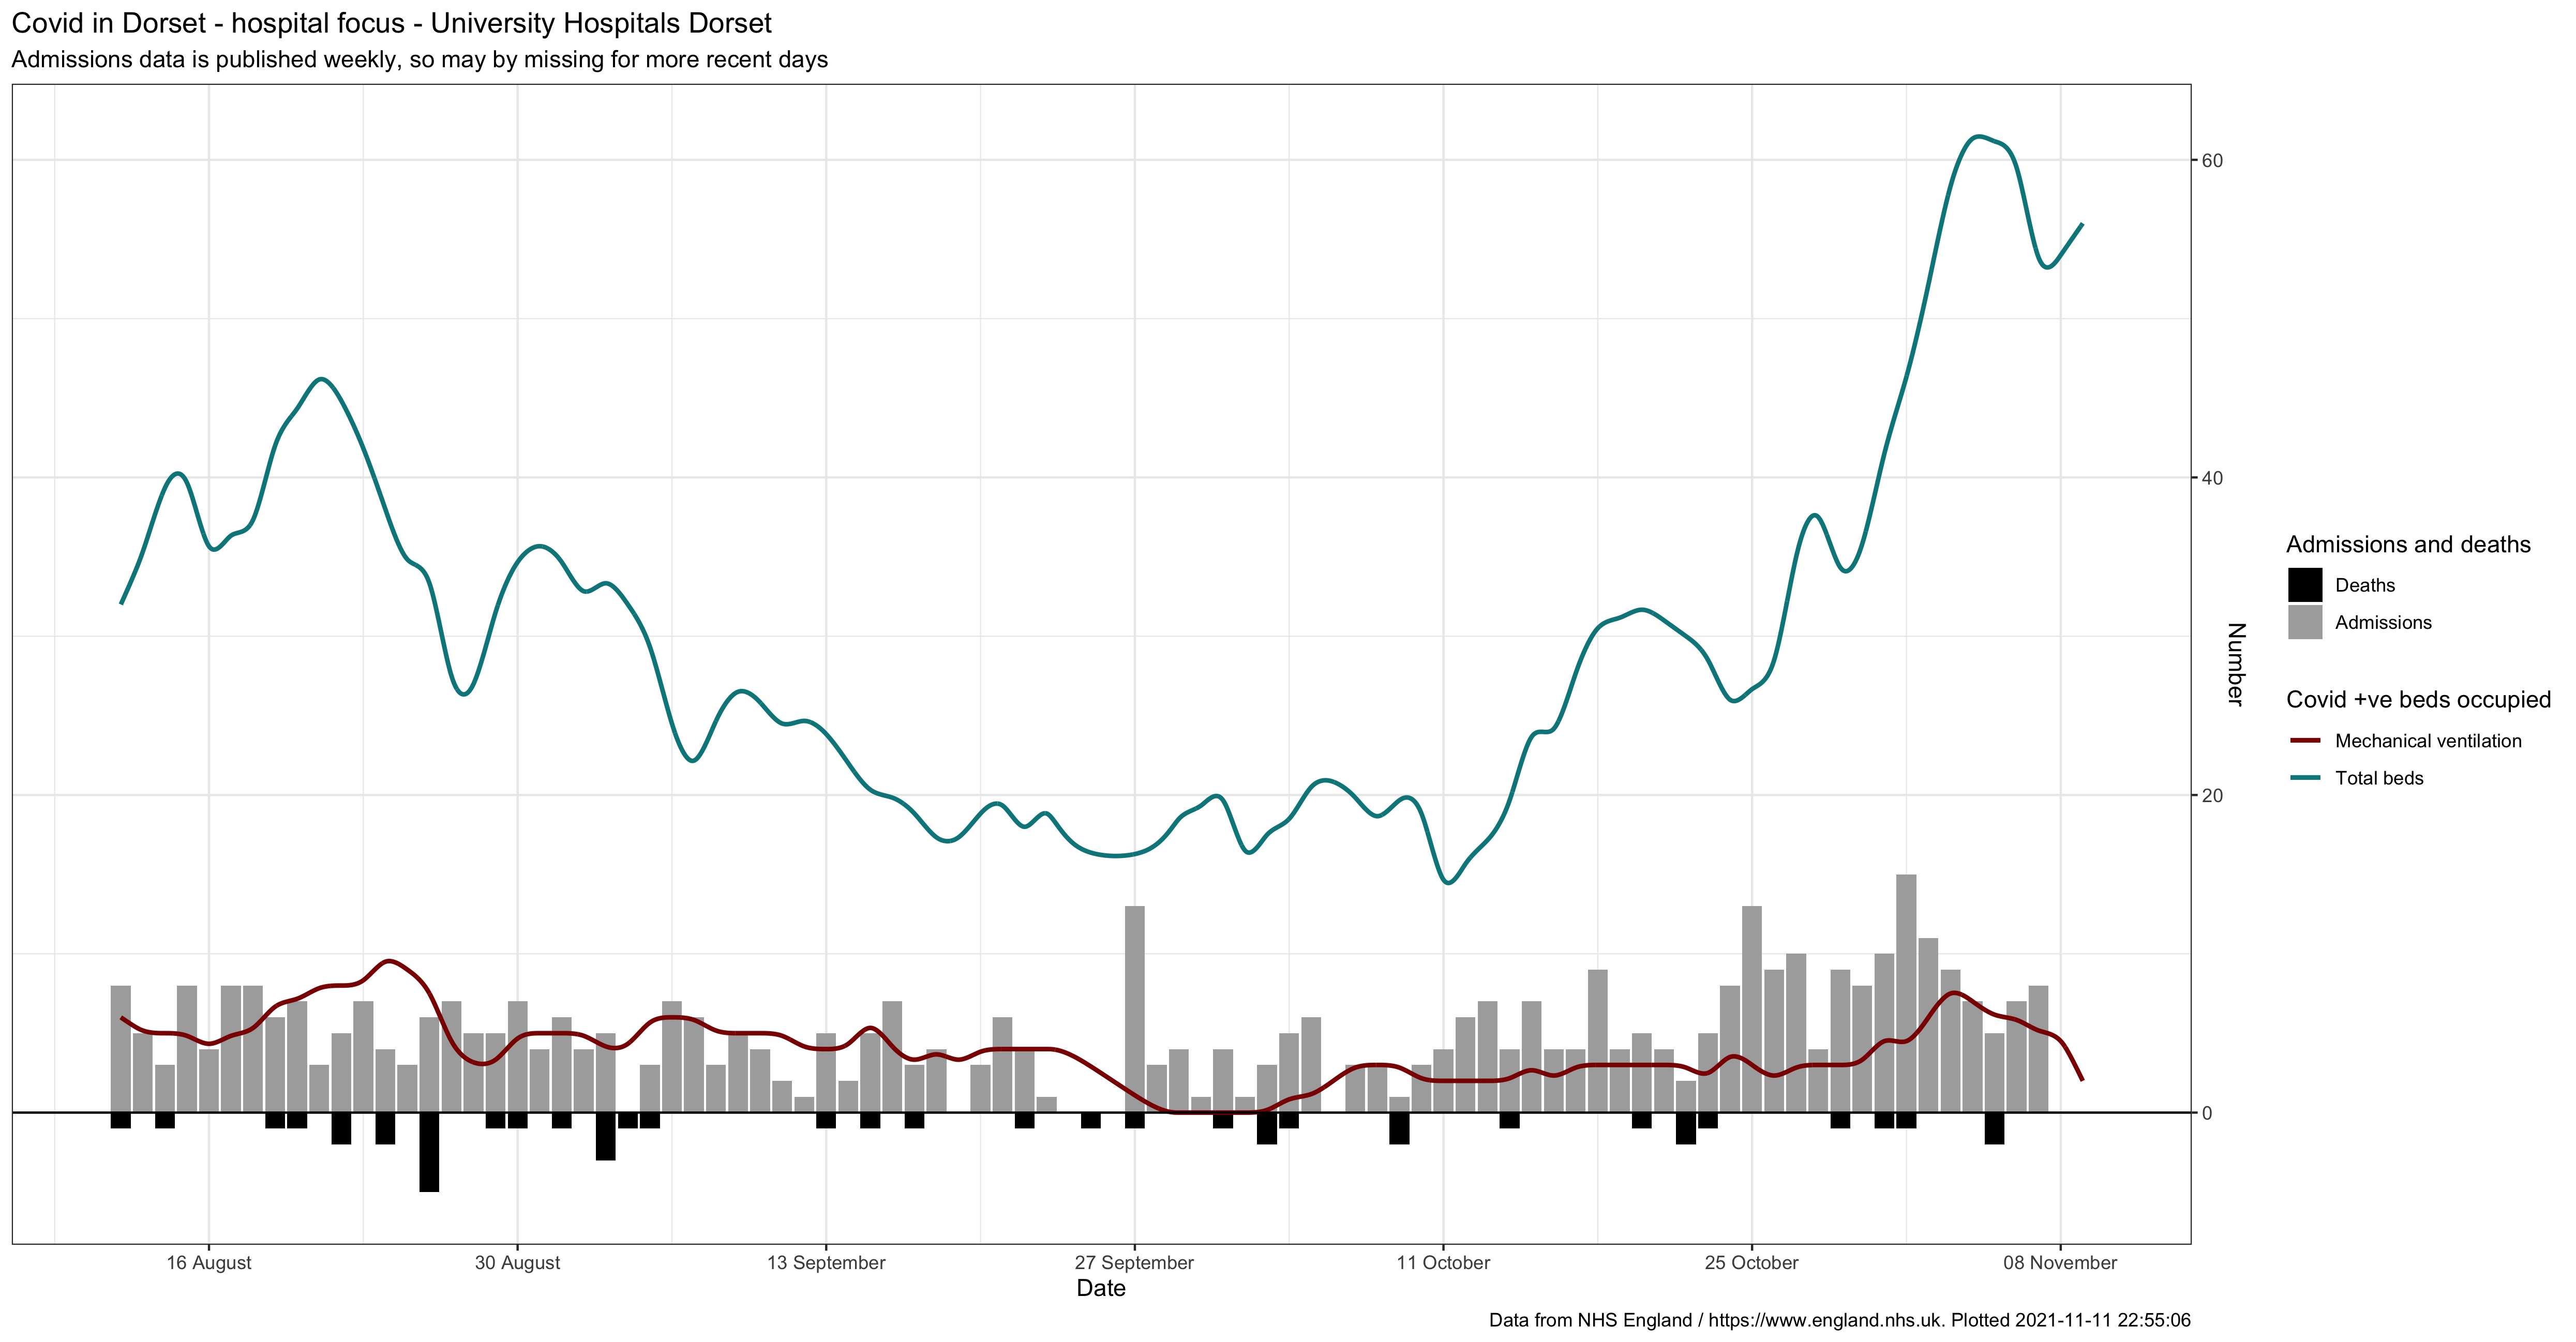 Covid in Dorset - hospital focus - University Hospitals Dorset
Admissions data is published weekly, so may by missing for more recent days
60
40
20
0
Number
Admissions and deaths
Deaths
Admissions
Covid +ve beds occupied
Mechanical ventilation
Total beds
16 August
30 August
13 September
27 September
11 October
25 October
08 November
Date
Data from NHS England / https://www.england.nhs.uk. Plotted 2021-11-11 22:55:06